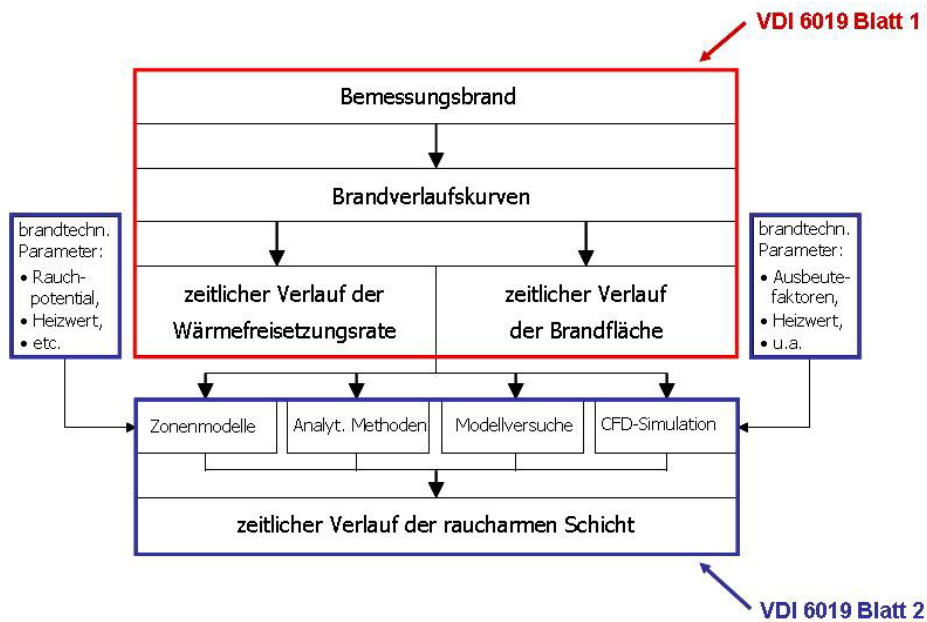 VDI 6019 Blatt 1
Bemessungsbrand
Brandverlaufskurven
brandtechn.
Parameter:
• Rauch-
potential,
• Heizwert,
• etc.
zeitlicher Verlauf der
Wärmefreisetzungsrate
zeitlicher Verlauf
der Brandfläche
brandtechn.
Parameter:
• Ausbeute-
faktoren,
• Heizwert,
• u.a.
Zonenmodelle
Analyt. Methoden
Modellversuche
CFD-Simulation
zeitlicher Verlauf der raucharmen Schicht
VDI 6019 Blatt 2